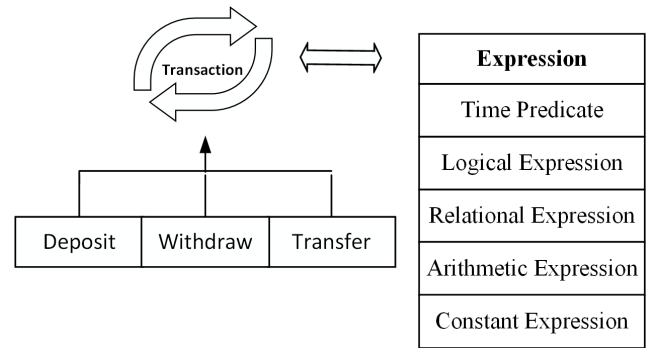 Transaction
Deposit
Withdraw
Transfer
Expression
Time Predicate
Logical Expression
Relational Expression
Arithmetic Expression
Constant Expression